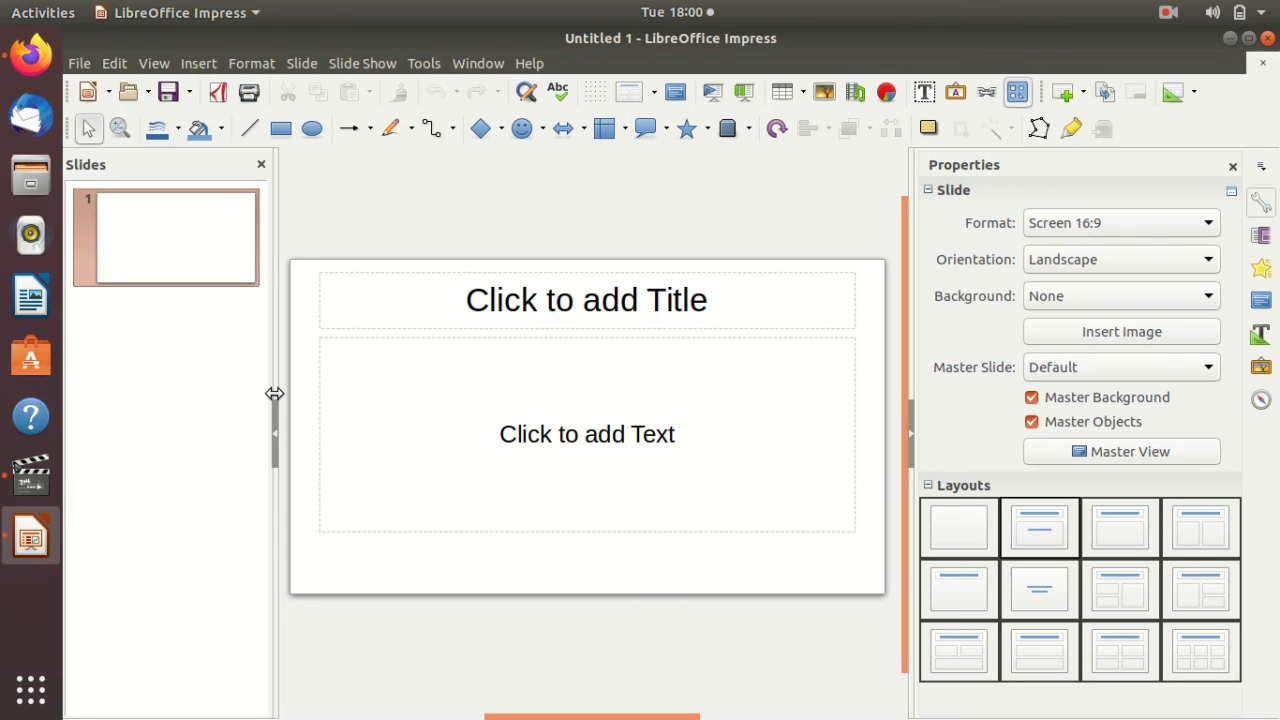 Activities LibreOffice Impress Tue 18:00
Untitled 1 - LibreOffice Impress
File Edit View Insert Format Slide Slide Show Tools Window Help
Abc
Slides
1
Click to add Title
Click to add Text
Properties
Slide
Format: Screen 16:9
Orientation: Landscape
Background: None
Insert Image
Master Slide: Default
Master Background
Master Objects
Master View
Layouts